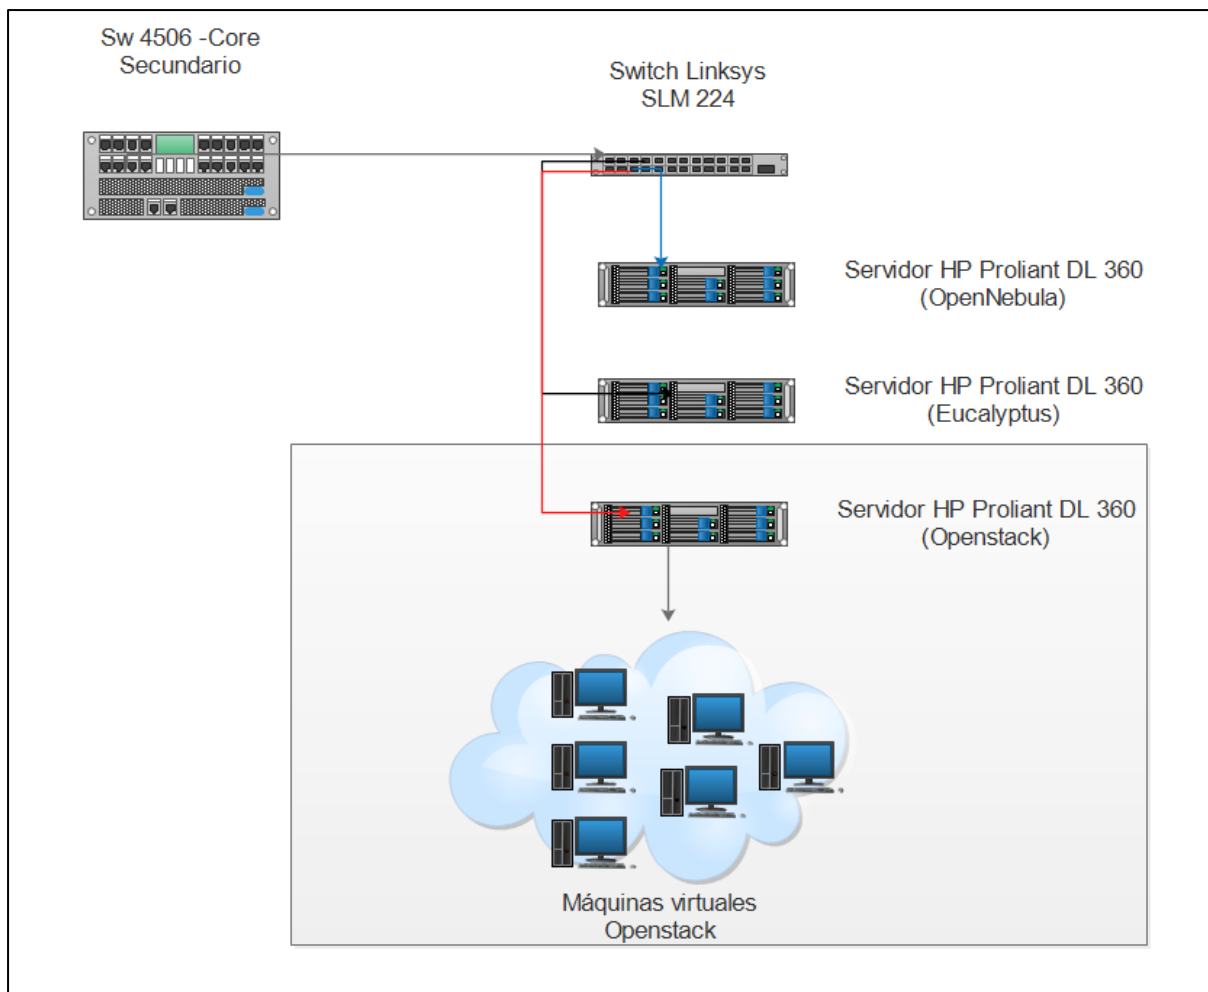 Sw 4506 -Core
Secundario
Switch Linksys
SLM 224
Servidor HP Proliant DL 360
(OpenNebula)
Servidor HP Proliant DL 360
(Eucalyptus)
Servidor HP Proliant DL 360
(Openstack)
Máquinas virtuales
Openstack